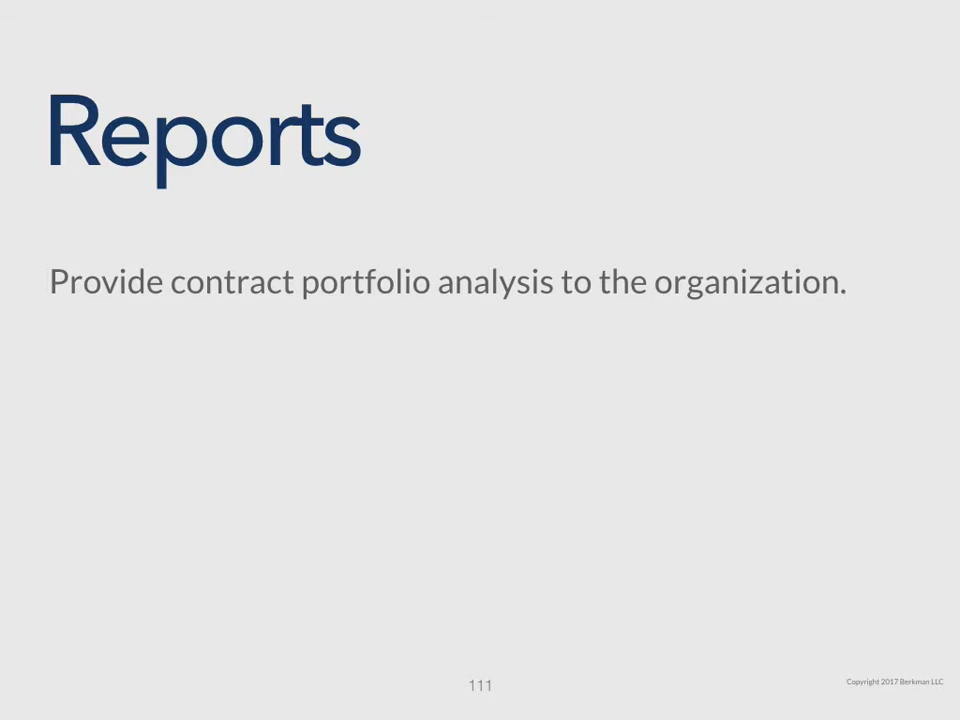 Reports
Provide contract portfolio analysis to the organization.
111
Copyright 2017 Berkman LLC